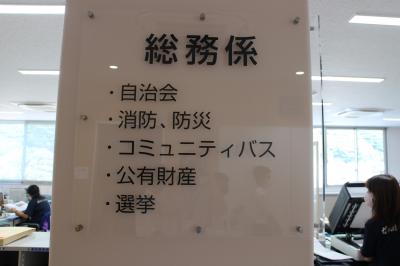 総務係
・自治会
・消防、防災
・コミュニティバス
・公有財産
・選挙